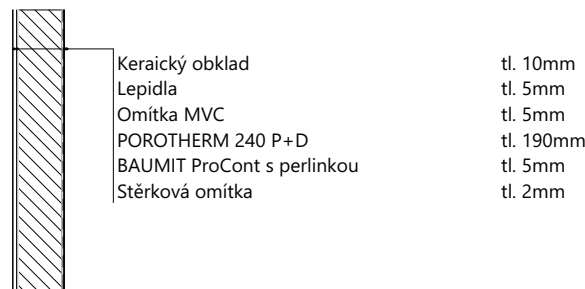 Keraický obklad tl. 10mm
Lepidla tl. 5mm
Omítka MVC tl. 5mm
POROTHERM 240 P+D tl. 190mm
BAUMIT ProCont s perlinkou tl. 5mm
Stěrková omítka tl. 2mm